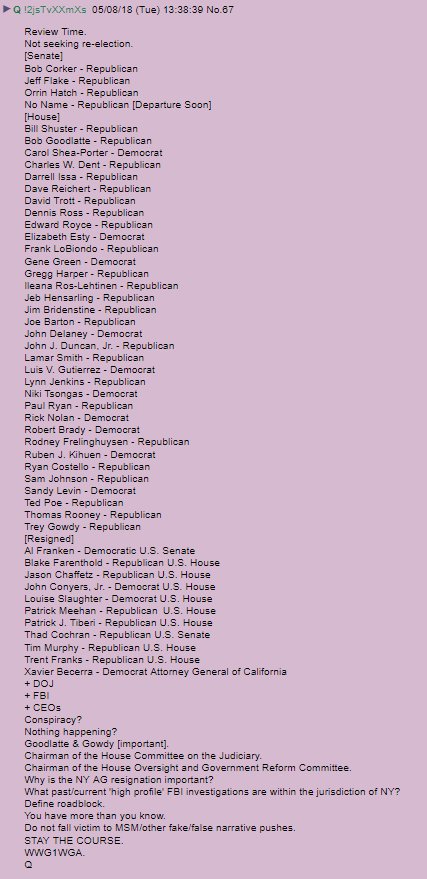 Q !2jsTvXXmXs 05/08/18 (Tue) 13:38:39 No.67
Review Time.
Not seeking re-election.
[Senate]
Bob Corker - Republican
Jeff Flake - Republican
Orrin Hatch - Republican
No Name - Republican [Departure Soon]
[House]
Bill Shuster - Republican
Bob Goodlatte - Republican
Carol Shea-Porter - Democrat
Charles W. Dent - Republican
Darrell Issa - Republican
Dave Reichert - Republican
David Trott - Republican
Dennis Ross - Republican
Edward Royce - Republican
Elizabeth Esty - Democrat
Frank LoBiondo - Republican
Gene Green - Democrat
Gregg Harper - Republican
Ileana Ros-Lehtinen - Republican
Jeb Hensarling - Republican
Jim Bridenstine - Republican
Joe Barton - Republican
John Delaney - Democrat
John J. Duncan, Jr. - Republican
Lamar Smith - Republican
Luis V. Gutierrez - Democrat
Lynn Jenkins - Republican
Niki Tsongas - Democrat
Paul Ryan - Republican
Rick Nolan - Democrat
Robert Brady - Democrat
Rodney Frelinghuysen - Republican
Ruben J. Kihuen - Democrat
Ryan Costello - Republican
Sam Johnson - Republican
Sandy Levin - Democrat
Ted Poe - Republican
Thomas Rooney - Republican
Trey Gowdy - Republican
[Resigned]
Al Franken - Democratic U.S. Senate
Blake Farenthold - Republican U.S. House
Jason Chaffetz - Republican U.S. House
John Conyers, Jr. - Democrat U.S. House
Louise Slaughter - Democrat U.S. House
Patrick Meehan - Republican U.S. House
Patrick J. Tiberi - Republican U.S. House
Thad Cochran - Republican U.S. Senate
Tim Murphy - Republican U.S. House
Trent Franks - Republican U.S. House
Xavier Becerra - Democrat Attorney General of California
+ DOJ
+ FBI
+ CEOs
Conspiracy?
Nothing happening?
Goodlatte & Gowdy [important].
Chairman of the House Committee on the Judiciary.
Chairman of the House Oversight and Government Reform Committee.
Why is the NY AG resignation important?
What past/current 'high profile' FBI investigations are within the jurisdiction of NY?
Define roadblock.
You have more than you know.
Do not fall victim to MSM/other fake/false narrative pushes.
STAY THE COURSE.
WWG1WGA.
Q